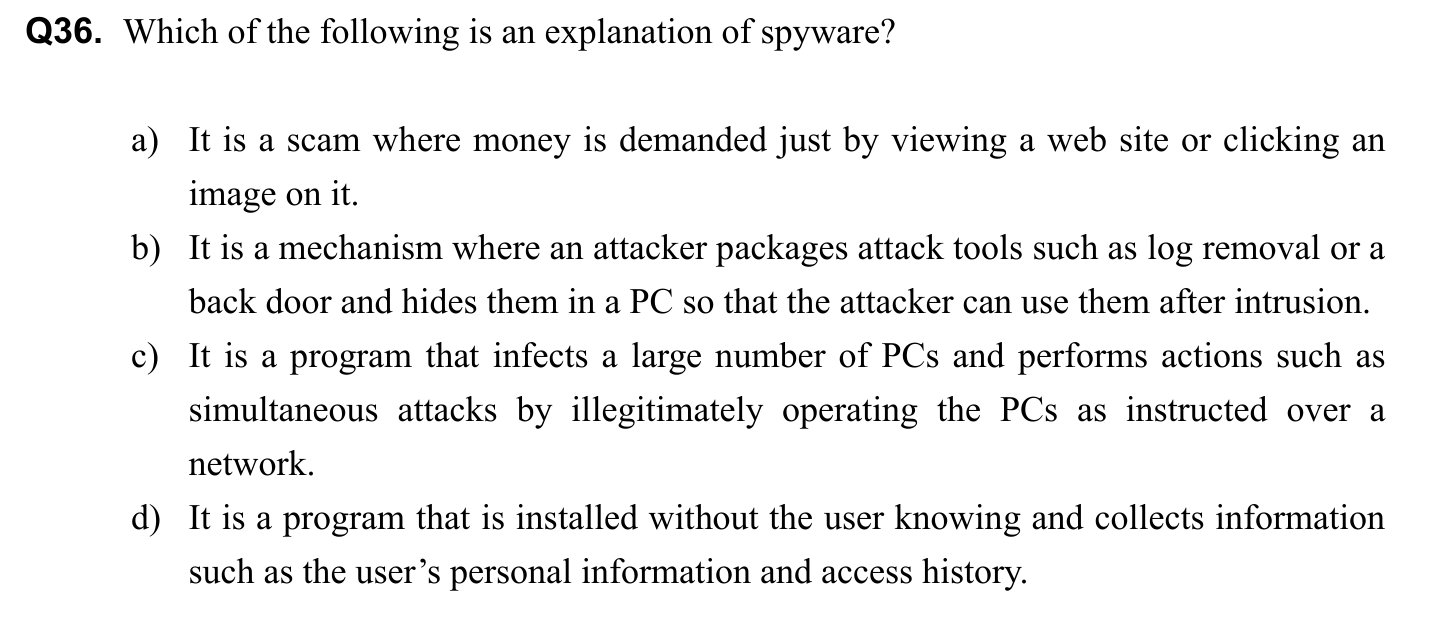 Q36. Which of the following is an explanation of spyware?
a) It is a scam where money is demanded just by viewing a web site or clicking an
image on it.
b) It is a mechanism where an attacker packages attack tools such as log removal or a
back door and hides them in a PC so that the attacker can use them after intrusion.
c) It is a program that infects a large number of PCs and performs actions such as
simultaneous attacks by illegitimately operating the PCs as instructed over a
network.
d) It is a program that is installed without the user knowing and collects information
such as the user’s personal information and access history.